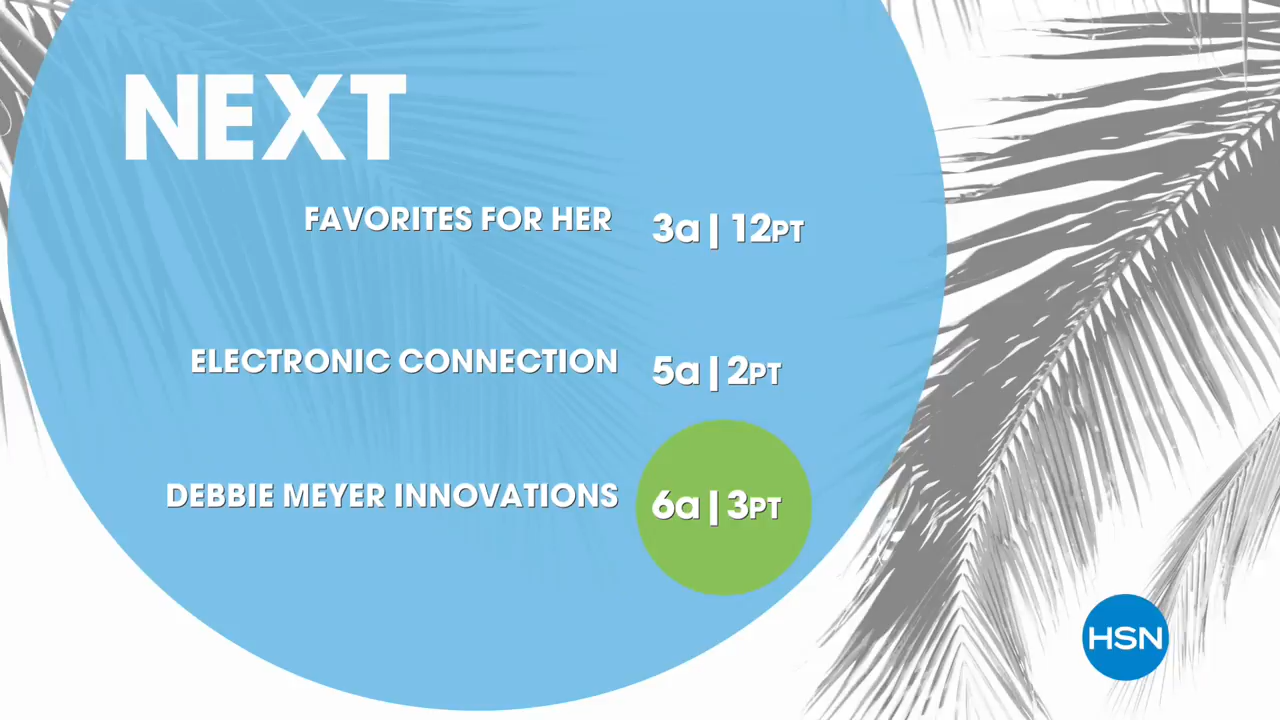 NEXT
FAVORITES FOR HER 3a | 12PT
ELECTRONIC CONNECTION 5a | 2PT
DEBBIE MEYER INNOVATIONS 6a | 3PT
HSN